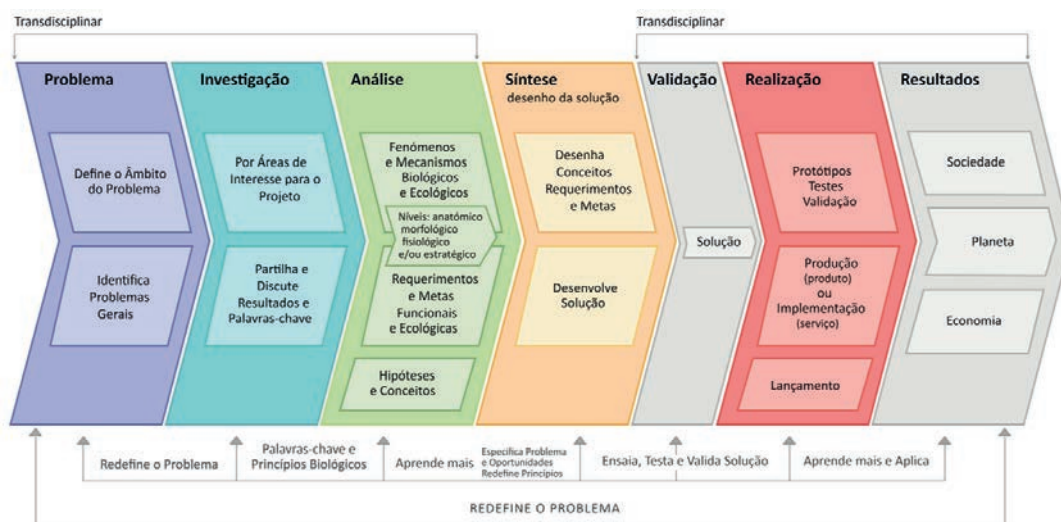 Transdisciplinar
Transdisciplinar
Problema
Define o Âmbito
do Problema
Identifica
Problemas
Gerais
Investigação
Por Áreas de
Interesse para o
Projeto
Partilha e
Discute
Resultados e
Palavras-chave
Análise
Fenómenos
e Mecanismos
Biológicos
e Ecológicos
Níveis: anatómico
morfológico
fisiológico
e/ou estratégico
Requerimentos
e Metas
Funcionais
e Ecológicas
Hipóteses
e Conceitos
Síntese
desenho da solução
Desenha
Conceitos
Requerimentos
e Metas
Desenvolve
Solução
Validação
Solução
Realização
Protótipos
Testes
Validação
Produção
(produto)
ou
Implementação
(serviço)
Lançamento
Resultados
Sociedade
Planeta
Economia
Redefine o Problema
Palavras-chave e
Princípios Biológicos
Aprende mais
Especifica Problema
e Oportunidades
Redefine Princípios
Ensaia, Testa e Valida Solução
Aprende mais e Aplica
REDEFINE O PROBLEMA